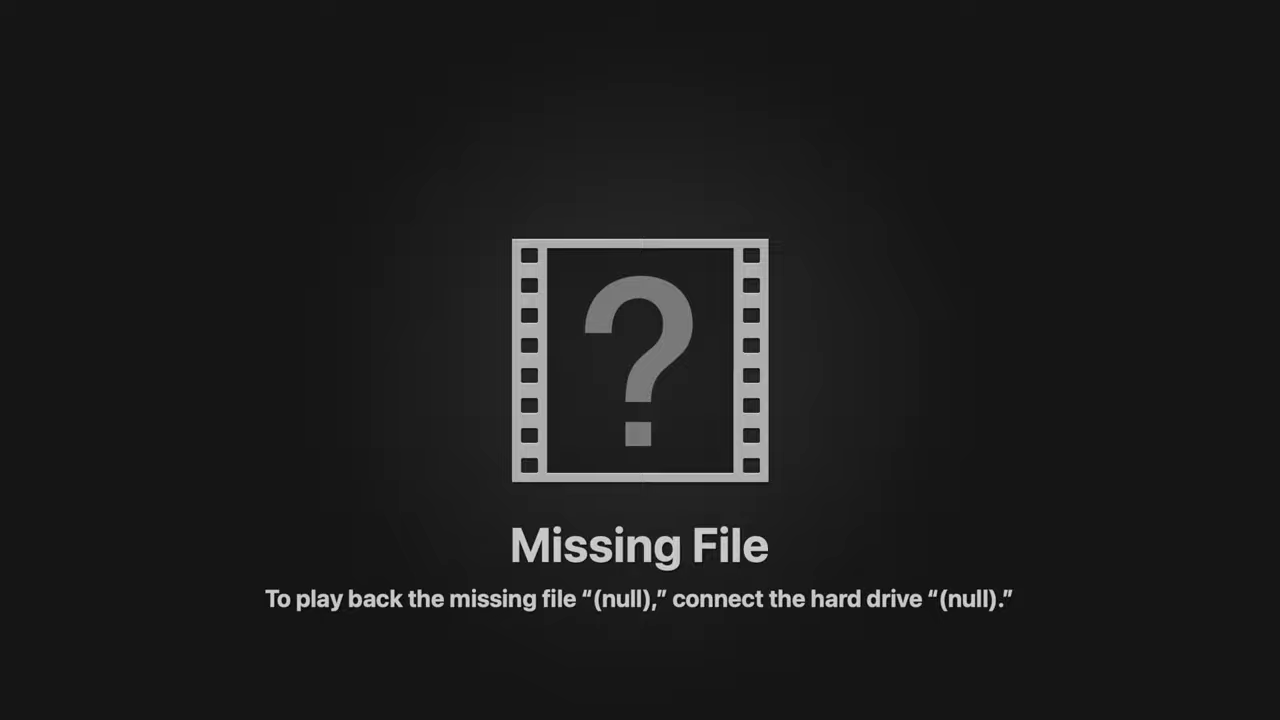 ?
Missing File
To play back the missing file “(null),” connect the hard drive “(null).”